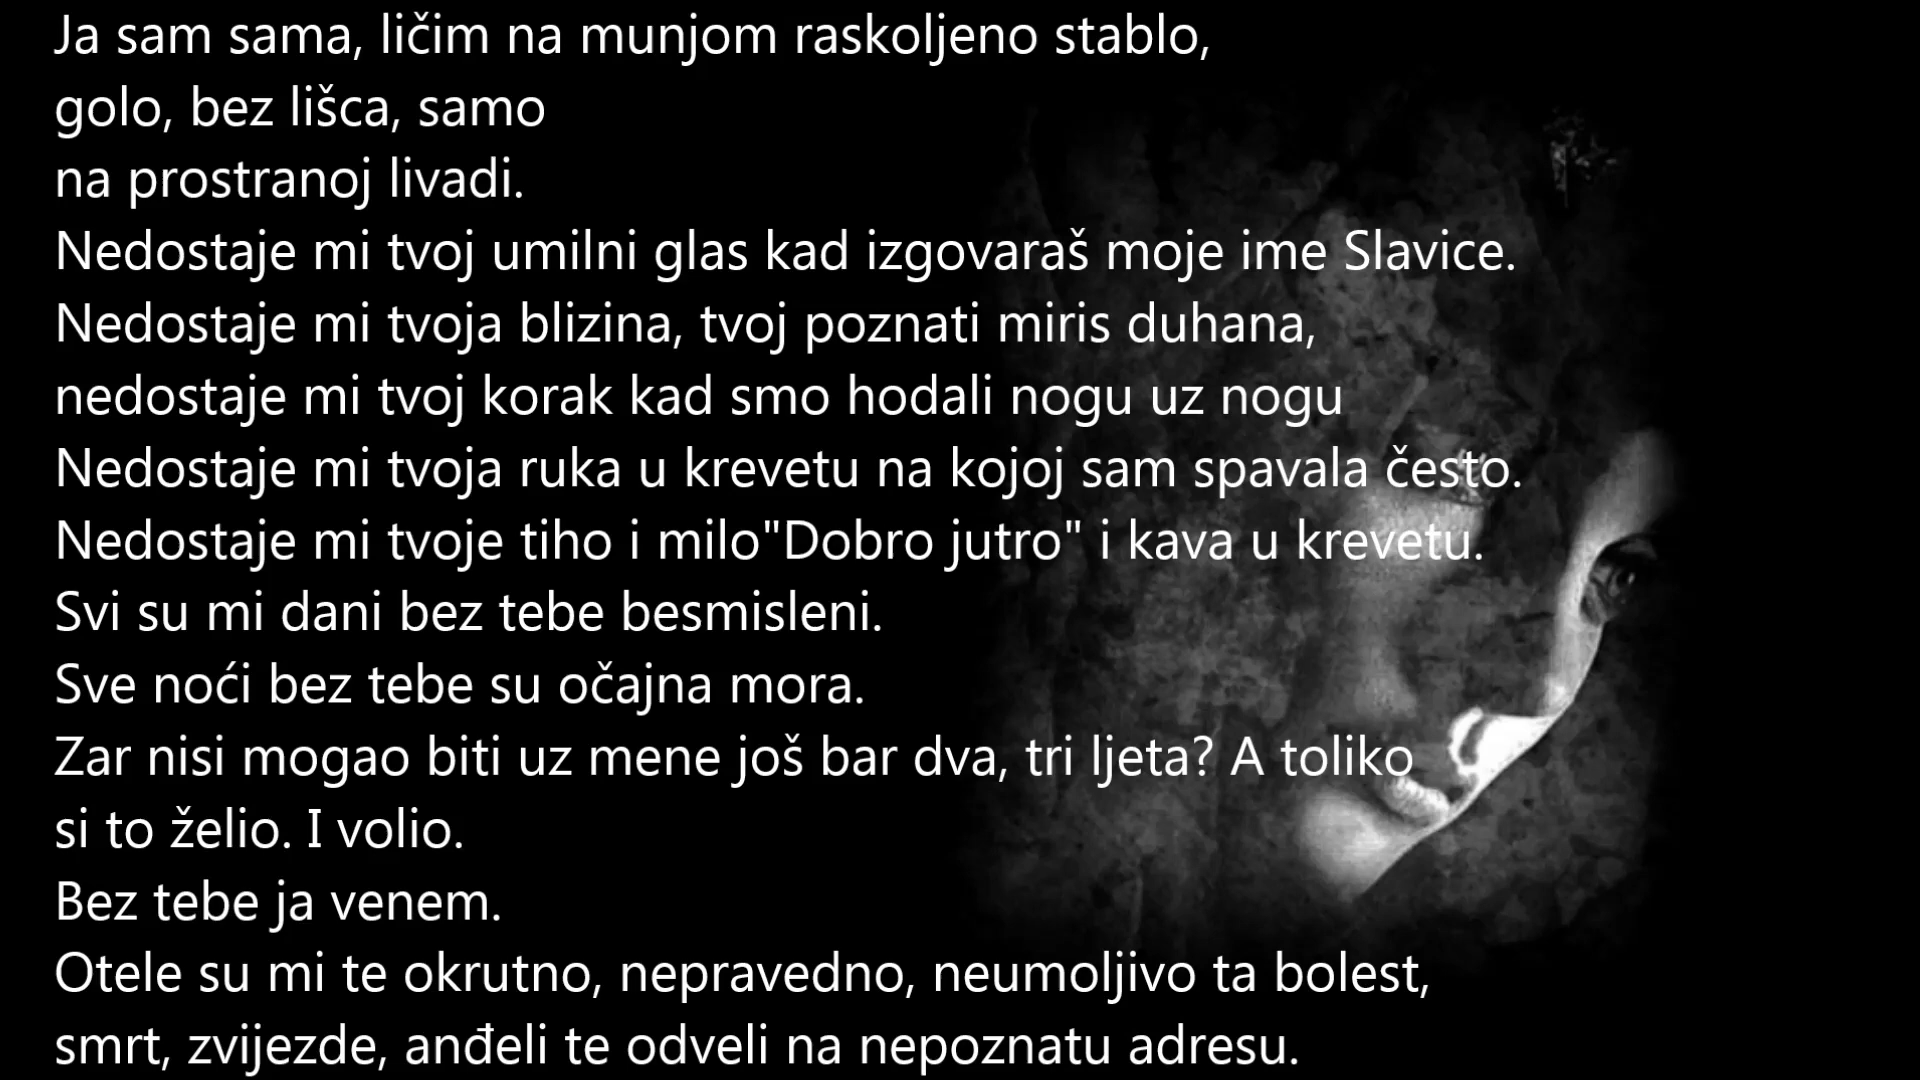 Ja sam sama, ličim na munjom raskoljeno stablo,
golo, bez lišca, samo
na prostranoj livadi.
Nedostaje mi tvoj umilni glas kad izgovaraš moje ime Slavice.
Nedostaje mi tvoja blizina, tvoj poznati miris duhana,
nedostaje mi tvoj korak kad smo hodali nogu uz nogu
Nedostaje mi tvoja ruka u krevetu na kojoj sam spavala često.
Nedostaje mi tvoje tiho i milo"Dobro jutro" i kava u krevetu.
Svi su mi dani bez tebe besmisleni.
Sve noći bez tebe su očajna mora.
Zar nisi mogao biti uz mene još bar dva, tri ljeta? A toliko
si to želio. I volio.
Bez tebe ja venem.
Otele su mi te okrutno, nepravedno, neumoljivo ta bolest,
smrt, zvijezde, anđeli te odveli na nepoznatu adresu.